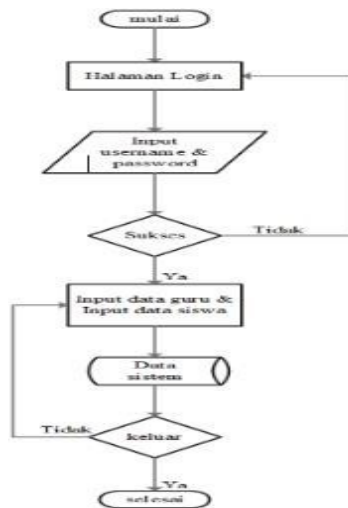 mulai
Halaman Login
Input
username &
password
Sukses
Tidak
Ya
Input data guru &
Input data siswa
Data
sistem
Tidak
keluar
Ya
selesai